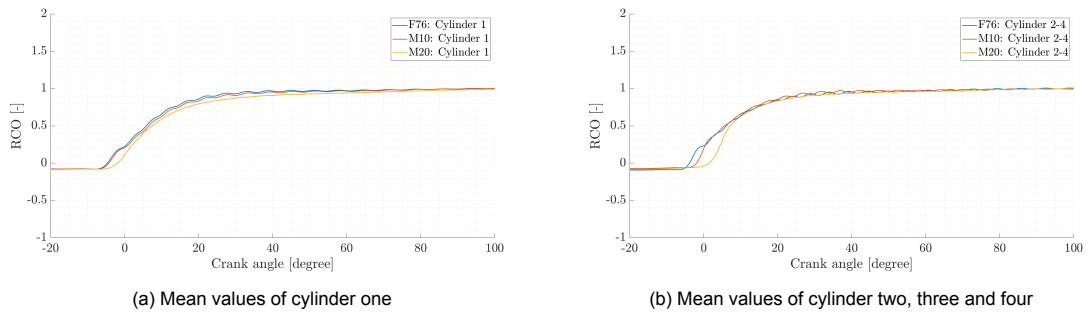 2
1.5
1
0.5
0
-0.5
-1
RCO [-]
F76: Cylinder 1
M10: Cylinder 1
M20: Cylinder 1
-20 0 20 40 60 80 100
Crank angle [degree]
(a) Mean values of cylinder one
2
1.5
1
0.5
0
-0.5
-1
RCO [-]
F76: Cylinder 2-4
M10: Cylinder 2-4
M20: Cylinder 2-4
-20 0 20 40 60 80 100
Crank angle [degree]
(b) Mean values of cylinder two, three and four